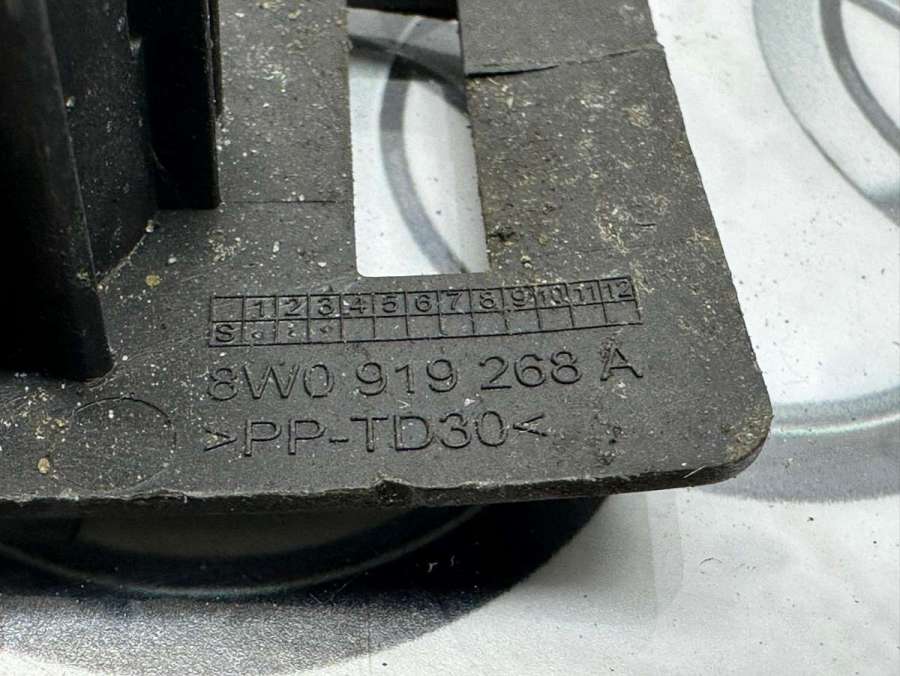 1 2 3 4 5 6 7 8 9 10 11 12
S
8W0 919 268 A
>PP-TD30<